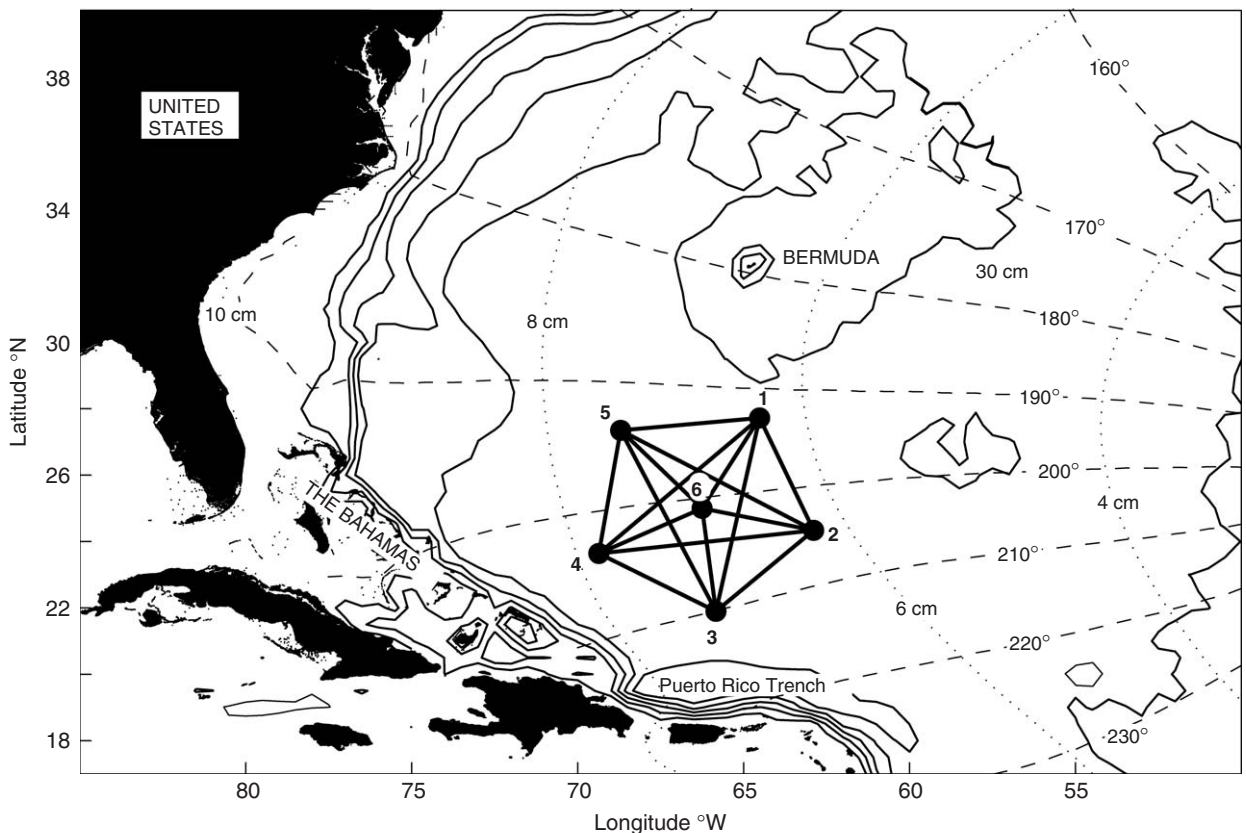 38
34
30
26
22
18
Latitude °N
UNITED
STATES
160°
170°
BERMUDA
30 cm
180°
10 cm
8 cm
190°
1
5
200°
4 cm
6
2
THE BAHAMAS
4
210°
3
6 cm
220°
Puerto Rico Trench
230°
80
75
70
65
60
55
Longitude °W